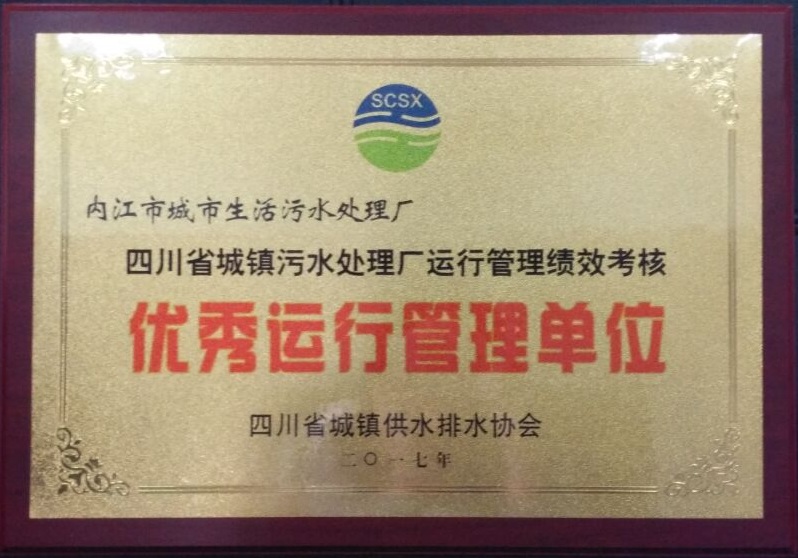 SCSX
内江市城市生活污水处理厂
四川省城镇污水处理厂运行管理绩效考核
优秀运行管理单位
四川省城镇供水排水协会
二〇一七年